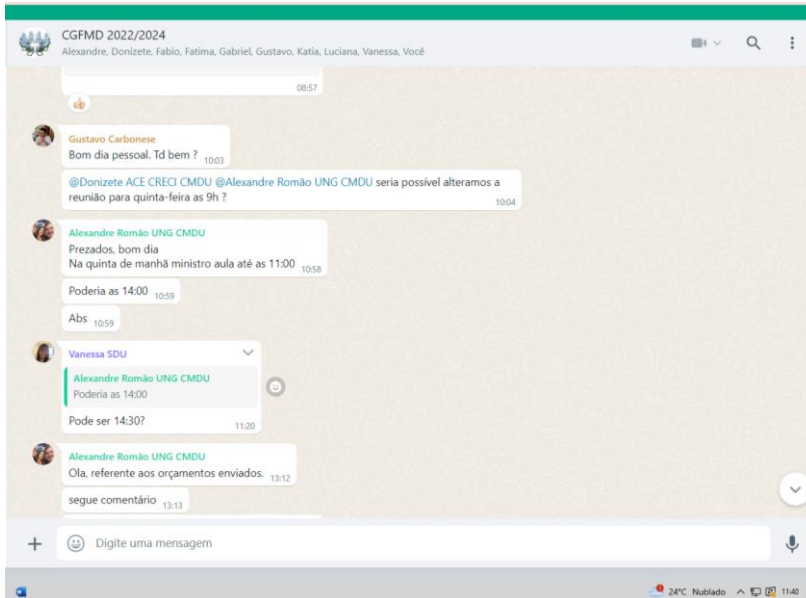 CGFMD 2022/2024
Alexandre, Donizete, Fabio, Fatima, Gabriel, Gustavo, Katia, Luciana, Vanessa, Você
08:57
Gustavo Carbonese
Bom dia pessoal. Td bem ? 10:03
@Donizete ACE CRECI CMDU @Alexandre Romão UNG CMDU seria possível alteramos a
reunião para quinta-feira as 9h ?
10:04
Alexandre Romão UNG CMDU
Prezados, bom dia
Na quinta de manhã ministro aula até as 11:00 10:58
Poderia as 14:00 10:59
Abs 10:59
Vanessa SDU
Alexandre Romão UNG CMDU
Poderia as 14:00
Pode ser 14:30? 11:20
Alexandre Romão UNG CMDU
Ola, referente aos orçamentos enviados. 13:12
segue comentário 13:13
Digite uma mensagem
24°C Nublado 11:40